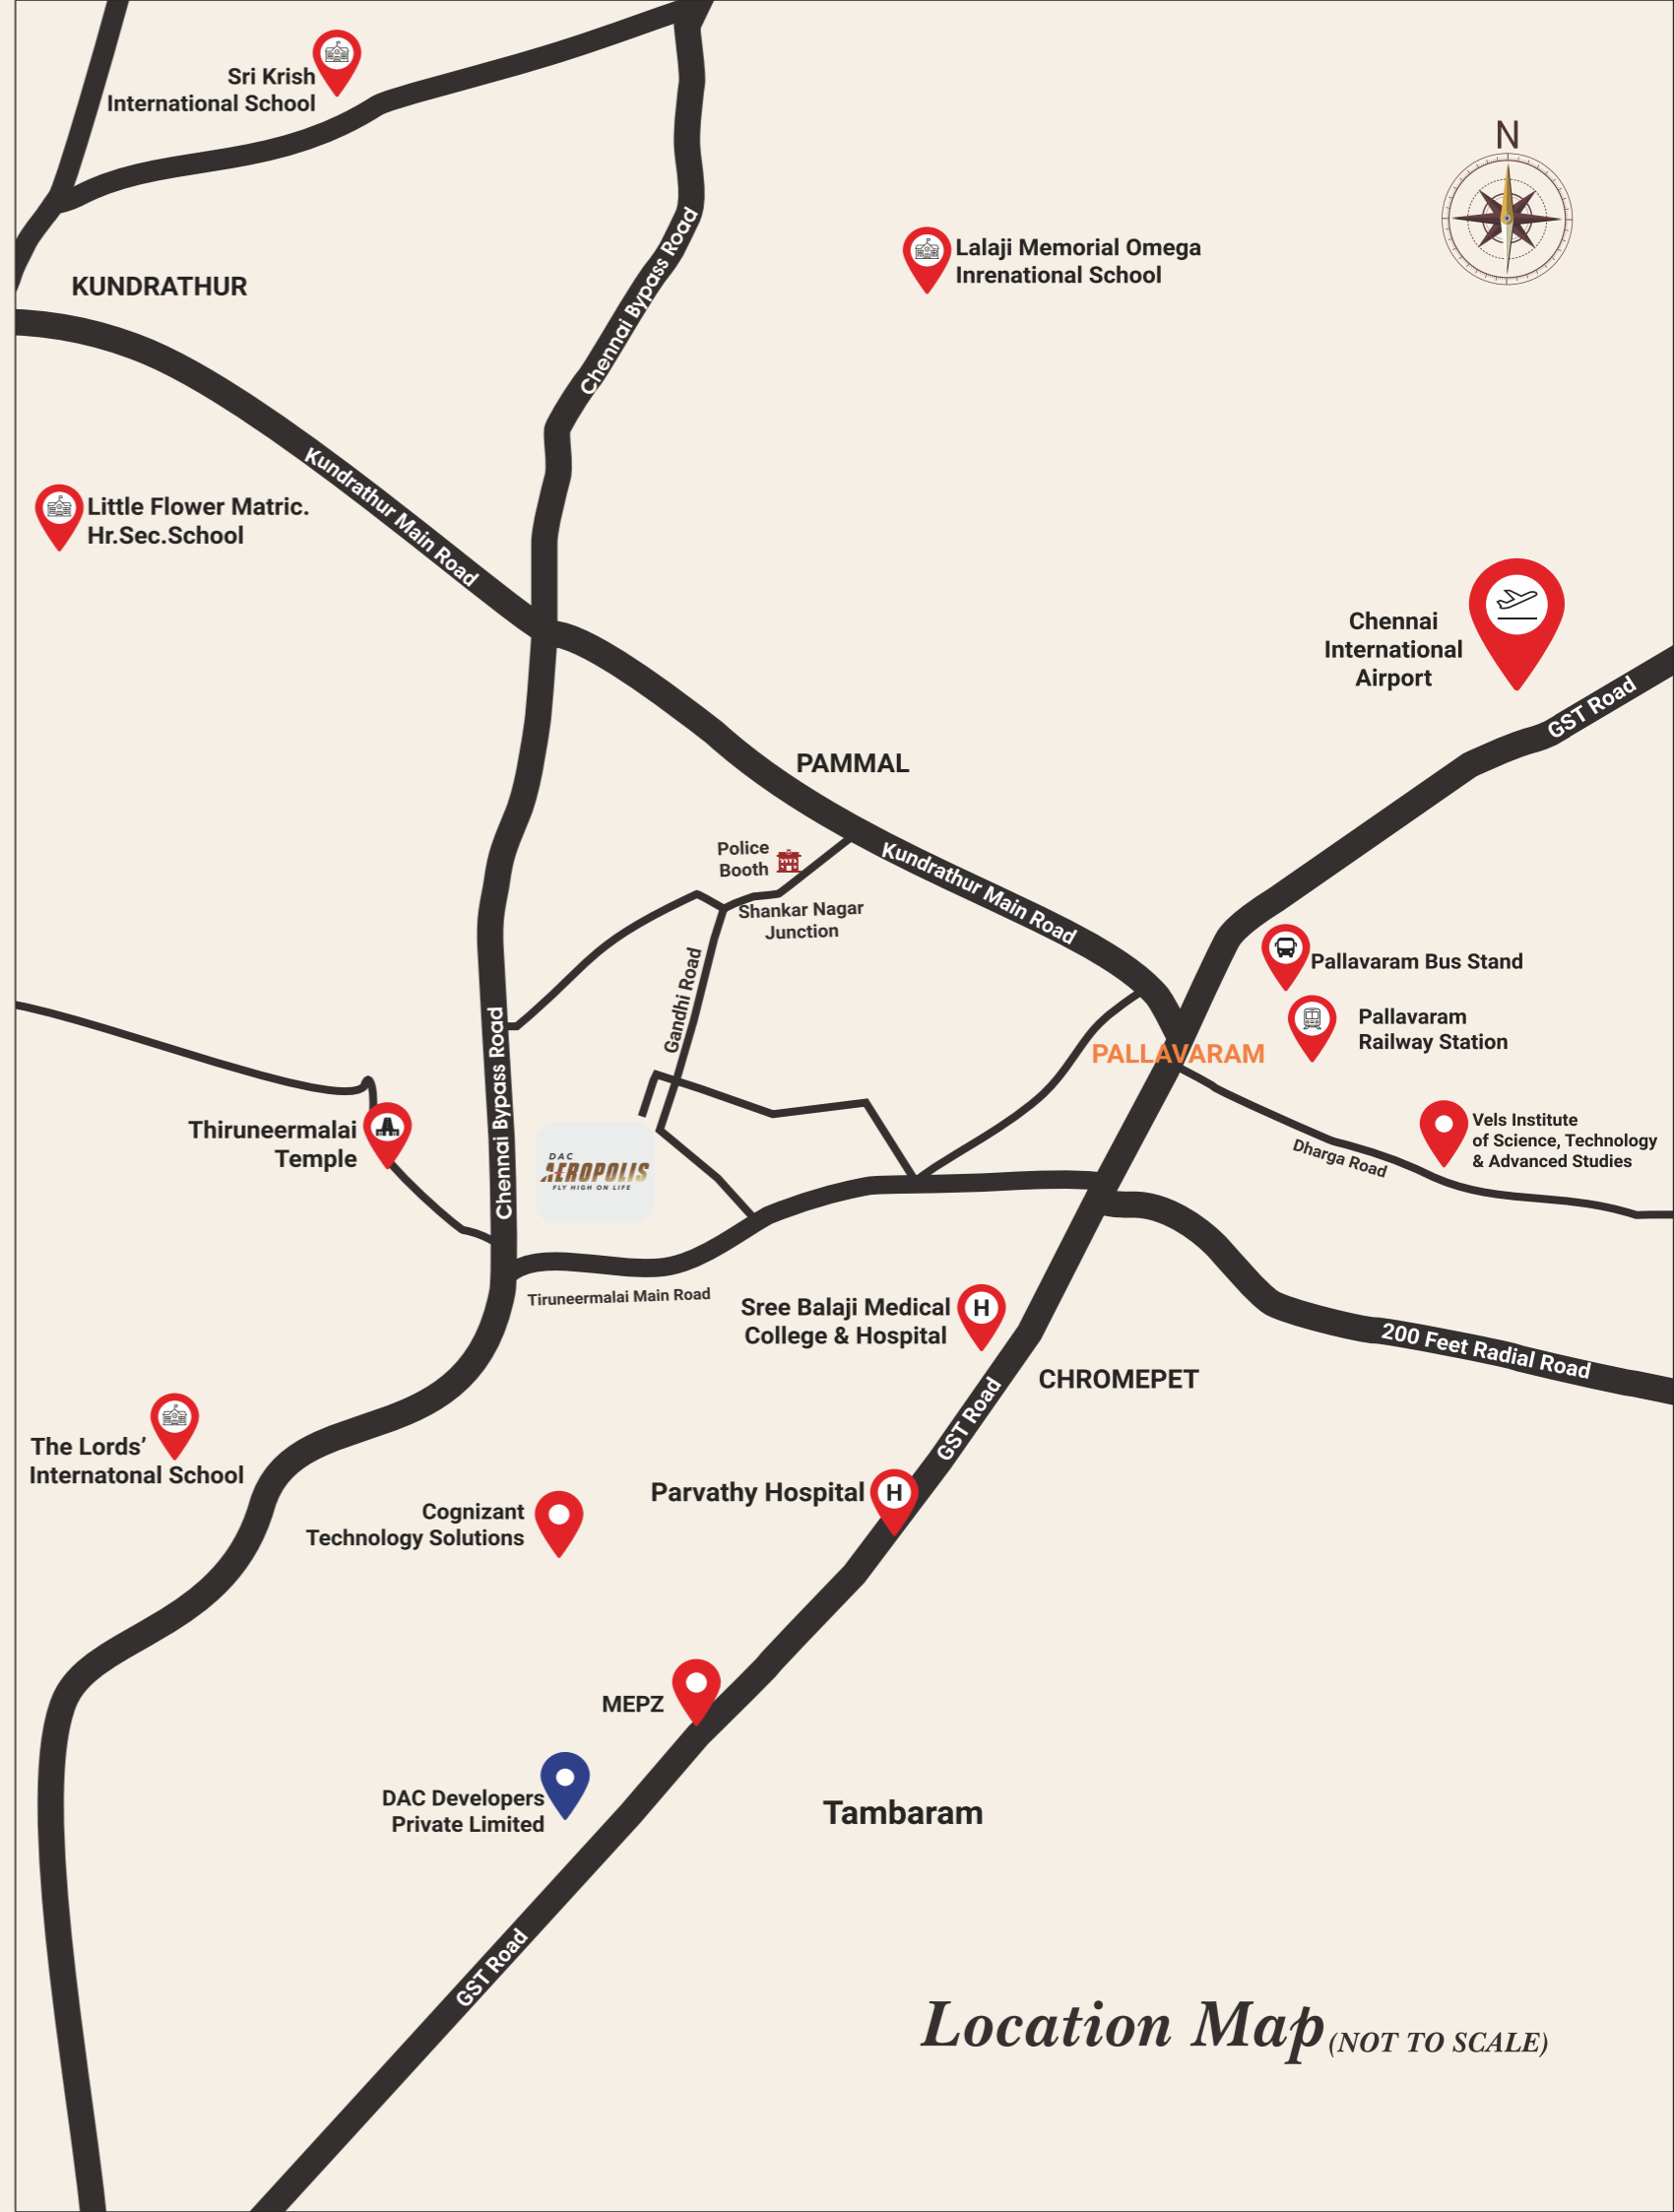 Sri Krish
International School
N
Lalaji Memorial Omega
Inrenational School
KUNDRATHUR
Chennai Bypass Road
Kundrathur Main Road
Little Flower Matric.
Hr.Sec.School
Chennai
International
Airport
GST Road
PAMMAL
Police
Booth
Kundrathur Main Road
Shankar Nagar
Junction
Gandhi Road
Pallavaram Bus Stand
Pallavaram
Railway Station
PALLAVARAM
Chennai Bypass Road
Thiruneermalai
Temple
Vels Institute
of Science, Technology
& Advanced Studies
Dharga Road
DAC
AEROPOLIS
FLY HIGH ON LIFE
Tiruneermalai Main Road
Sree Balaji Medical
College & Hospital
H
200 Feet Radial Road
CHROMEPET
GST Road
The Lords’
Internatonal School
Parvathy Hospital
H
Cognizant
Technology Solutions
MEPZ
DAC Developers
Private Limited
Tambaram
GST Road
Location Map (NOT TO SCALE)